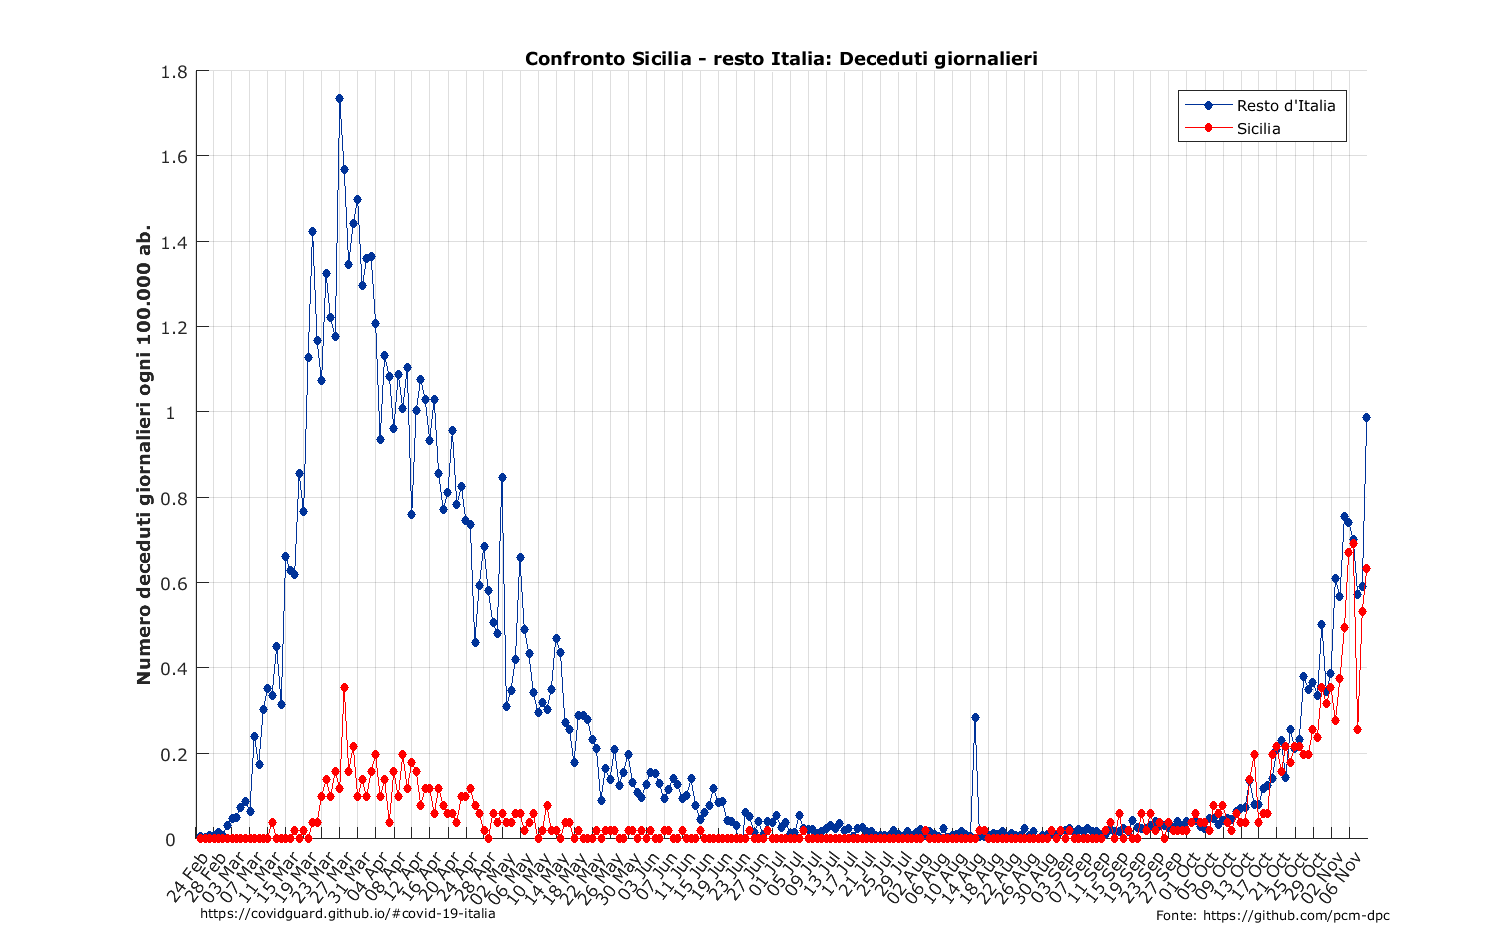 Confronto Sicilia - resto Italia: Deceduti giornalieri
Numero deceduti giornalieri ogni 100.000 ab.
1.8
1.6
1.4
1.2
1
0.8
0.6
0.4
0.2
0
Resto d'Italia
Sicilia
24 Feb
28 Feb
03 Mar
07 Mar
11 Mar
15 Mar
19 Mar
23 Mar
27 Mar
31 Mar
04 Apr
08 Apr
12 Apr
16 Apr
20 Apr
24 Apr
28 Apr
02 May
06 May
10 May
14 May
18 May
22 May
26 May
30 May
03 Jun
07 Jun
11 Jun
15 Jun
19 Jun
23 Jun
27 Jun
01 Jul
05 Jul
09 Jul
13 Jul
17 Jul
21 Jul
25 Jul
29 Jul
02 Aug
06 Aug
10 Aug
14 Aug
18 Aug
22 Aug
26 Aug
30 Aug
03 Sep
07 Sep
11 Sep
15 Sep
19 Sep
23 Sep
27 Sep
01 Oct
05 Oct
09 Oct
13 Oct
17 Oct
21 Oct
25 Oct
29 Oct
02 Nov
06 Nov
https://covidguard.github.io/#covid-19-italia
Fonte: https://github.com/pcm-dpc